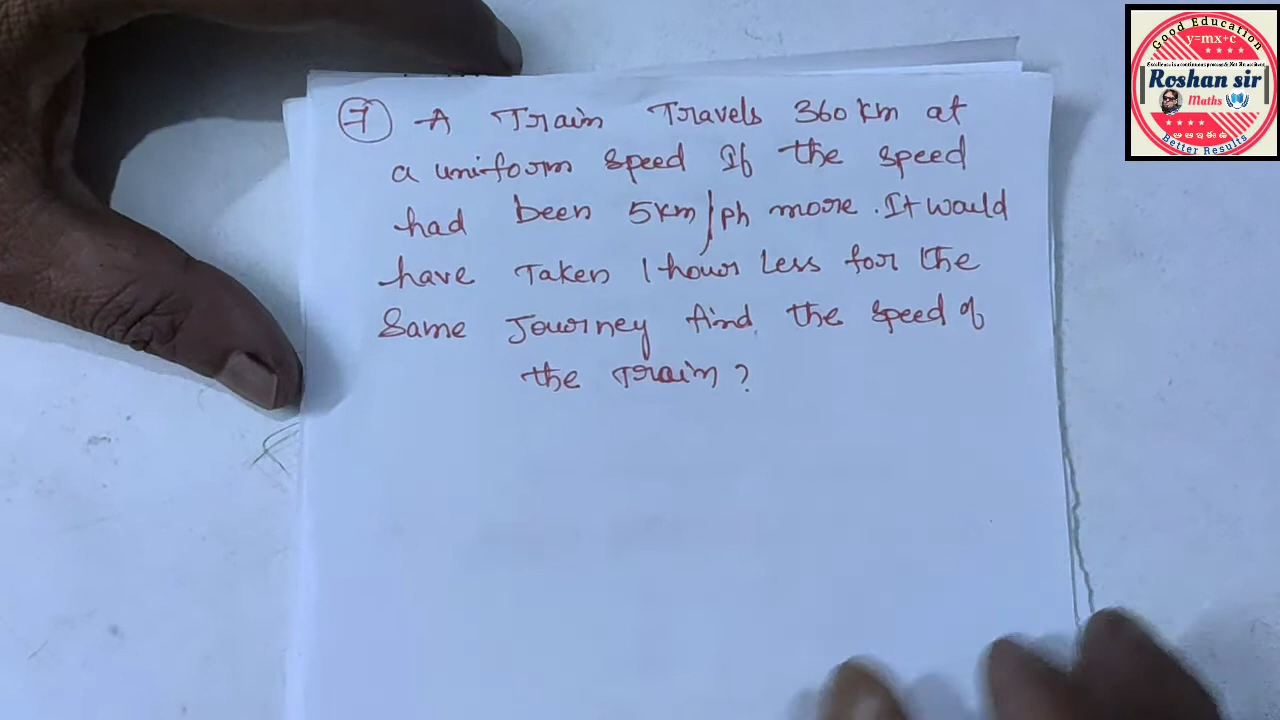 7 A Train Travels 360 km at
a uniform speed If the speed
had been 5km/ph more. It would
have Taken 1 hour Less for the
Same Journey find the speed of
the Train?
Good Education
y=mx+c
Roshan sir
Maths
Better Results